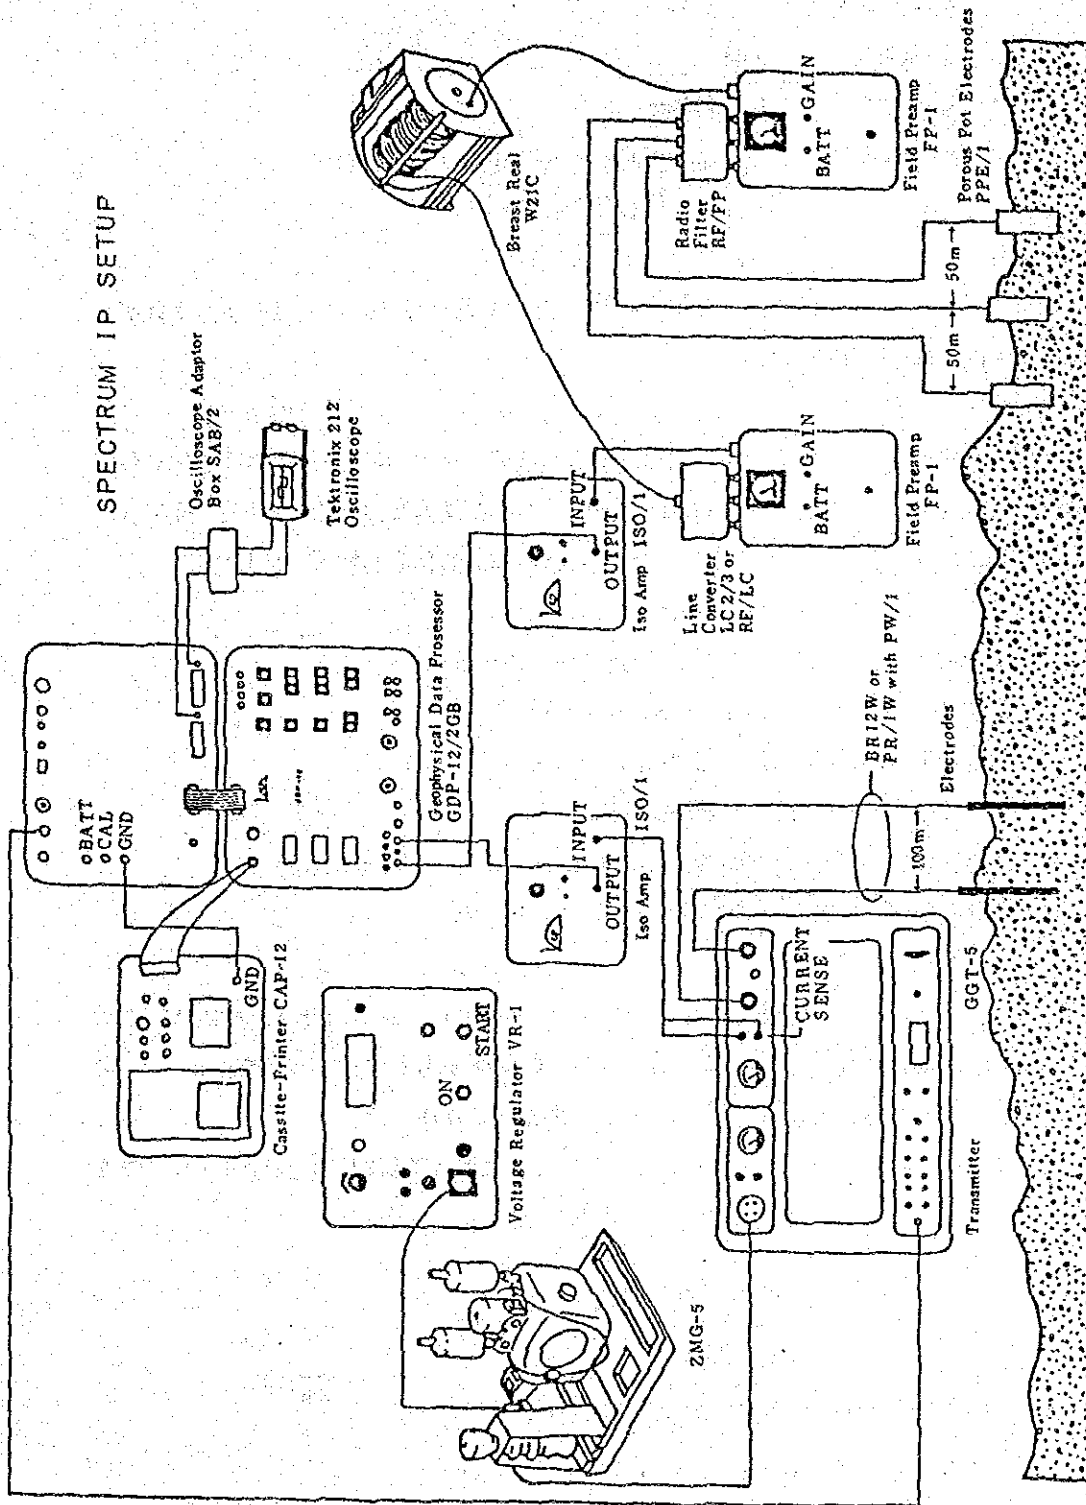 SPECTRUM IP SETUP
Oscilloscope Adaptor
Box SAB/2
Tektronix 212
Oscilloscope
Breast Real
W21C
BATT
CAL
GND
GND
Cassite-Printer CAP-12
Geophysical Data Prosessor
GDP-12/2GB
ON
START
Voltage Regulator VR-1
INPUT
OUTPUT
Iso Amp ISO/1
INPUT
OUTPUT
Iso Amp ISO/1
Line
Converter
LC 2/3 or
RF/LC
BATT
GAIN
Field Preamp
FP-1
Radio
Filter
RF/FP
BATT
GAIN
Field Preamp
FP-1
Porous Pot Electrodes
PPE/1
50m
50m
ZMG-5
CURRENT
SENSE
Transmitter
GGT-5
BR12W or
PR/1W with PW/1
Electrodes
100m